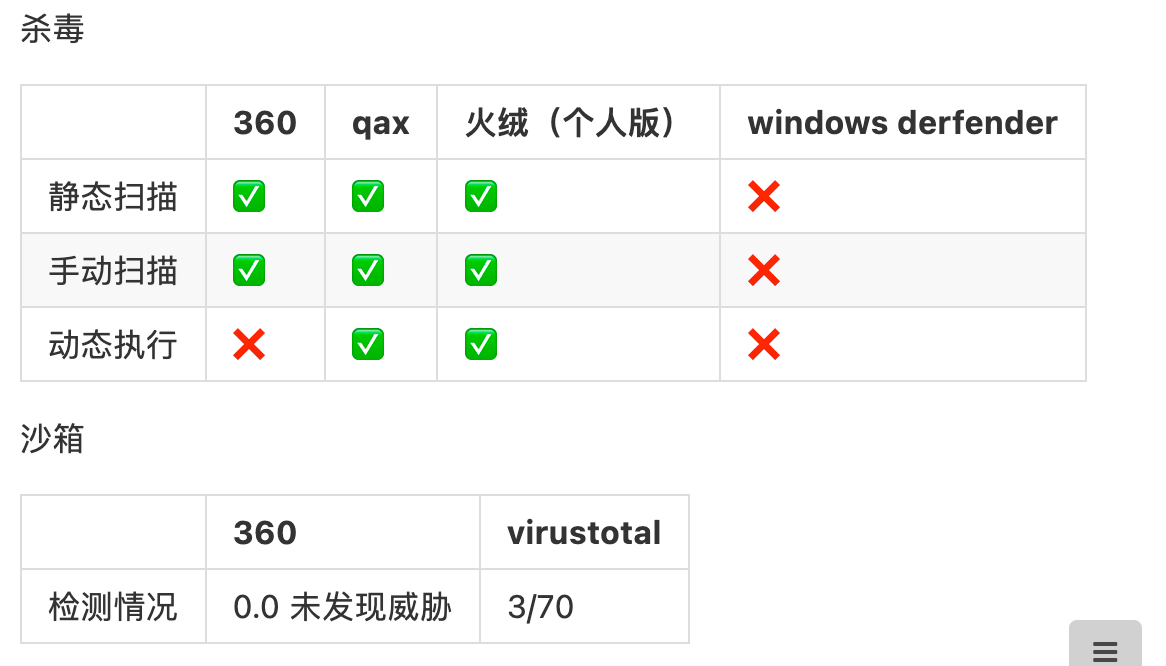 杀毒
360 qax 火绒（个人版） windows derfender
静态扫描 ✅ ✅ ✅ ❌
手动扫描 ✅ ✅ ✅ ❌
动态执行 ❌ ✅ ✅ ❌
沙箱
360 virustotal
检测情况 0.0 未发现威胁 3/70